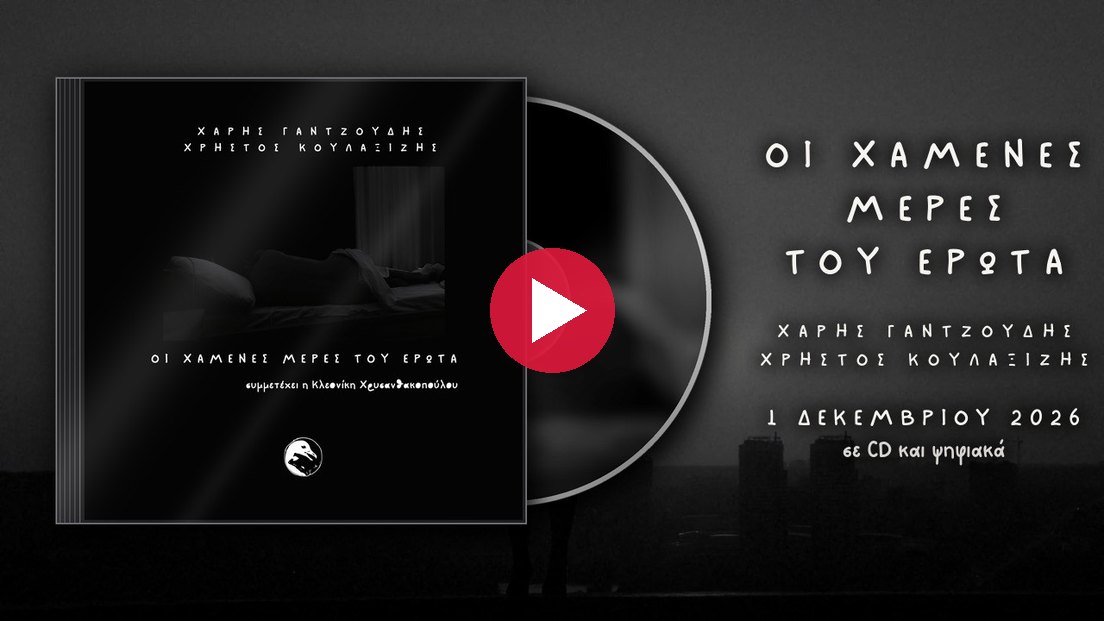 ΧΑΡΗΣ ΓΑΝΤΖΟΥΔΗΣ
ΧΡΗΣΤΟΣ ΚΟΥΛΑΞΙΖΗΣ
ΟΙ ΧΑΜΕΝΕΣ ΜΕΡΕΣ ΤΟΥ ΕΡΩΤΑ
συμμετέχει η Κλεονίκη Χρυσανθακοπούλου
ΟΙ ΧΑΜΕΝΕΣ
ΜΕΡΕΣ
ΤΟΥ ΕΡΩΤΑ
ΧΑΡΗΣ ΓΑΝΤΖΟΥΔΗΣ
ΧΡΗΣΤΟΣ ΚΟΥΛΑΞΙΖΗΣ
1 ΔΕΚΕΜΒΡΙΟΥ 2026
σε CD και ψηφιακά